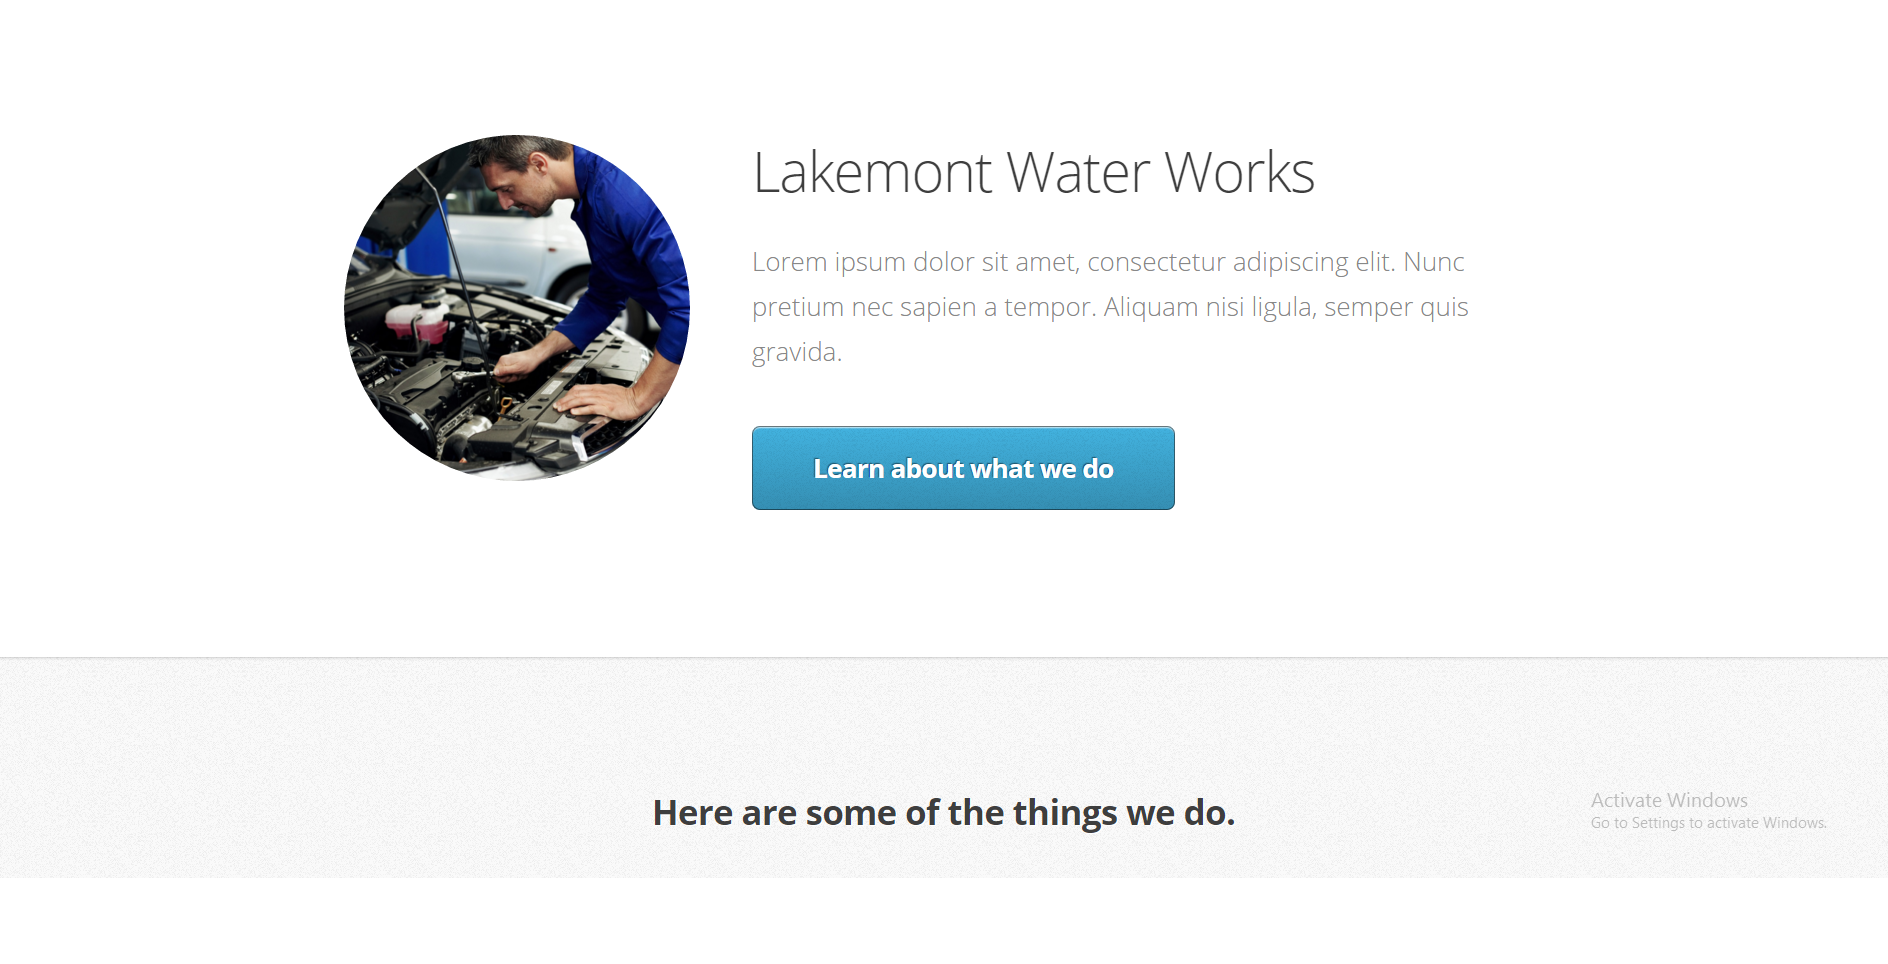 Lakemont Water Works
Lorem ipsum dolor sit amet, consectetur adipiscing elit. Nunc
pretium nec sapien a tempor. Aliquam nisi ligula, semper quis
gravida.
Learn about what we do
Here are some of the things we do.
Activate Windows
Go to Settings to activate Windows.